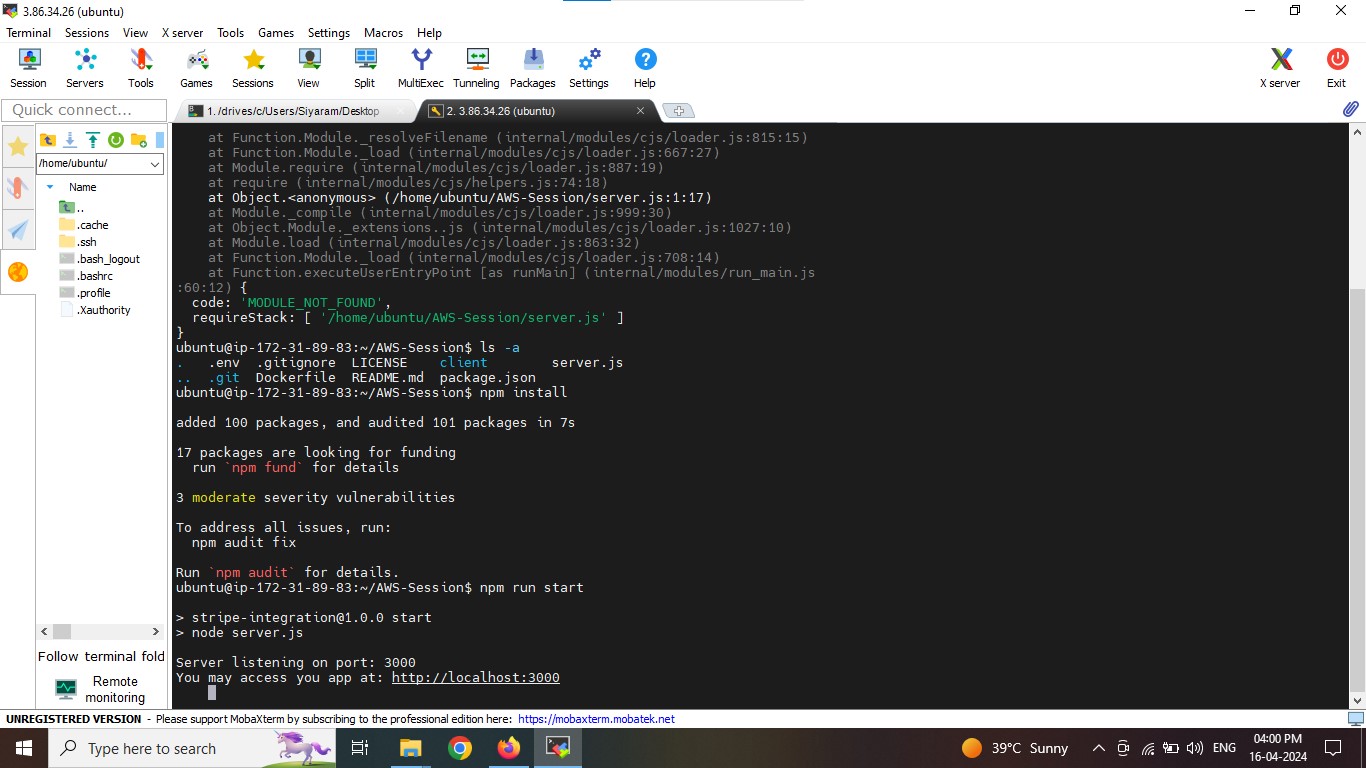 3.86.34.26 (ubuntu)
Terminal Sessions View X server Tools Games Settings Macros Help
Session Servers Tools Games Sessions View Split MultiExec Tunneling Packages Settings Help X server Exit
Quick connect...
1. /drives/c/Users/Siyaram/Desktop
2. 3.86.34.26 (ubuntu)
/home/ubuntu/
Name
..
.cache
.ssh
.bash_logout
.bashrc
.profile
.Xauthority
Follow terminal fold
Remote
monitoring
at Function.Module._resolveFilename (internal/modules/cjs/loader.js:815:15)
at Function.Module._load (internal/modules/cjs/loader.js:667:27)
at Module.require (internal/modules/cjs/loader.js:887:19)
at require (internal/modules/cjs/helpers.js:74:18)
at Object.<anonymous> (/home/ubuntu/AWS-Session/server.js:1:17)
at Module._compile (internal/modules/cjs/loader.js:999:30)
at Object.Module._extensions..js (internal/modules/cjs/loader.js:1027:10)
at Module.load (internal/modules/cjs/loader.js:863:32)
at Function.Module._load (internal/modules/cjs/loader.js:708:14)
at Function.executeUserEntryPoint [as runMain] (internal/modules/run_main.js
:60:12) {
code: 'MODULE_NOT_FOUND',
requireStack: [ '/home/ubuntu/AWS-Session/server.js' ]
}
ubuntu@ip-172-31-89-83:~/AWS-Session$ ls -a
. .env .gitignore LICENSE client server.js
.. .git Dockerfile README.md package.json
ubuntu@ip-172-31-89-83:~/AWS-Session$ npm install
added 100 packages, and audited 101 packages in 7s
17 packages are looking for funding
run `npm fund` for details
3 moderate severity vulnerabilities
To address all issues, run:
npm audit fix
Run `npm audit` for details.
ubuntu@ip-172-31-89-83:~/AWS-Session$ npm run start
> stripe-integration@1.0.0 start
> node server.js
Server listening on port: 3000
You may access you app at: http://localhost:3000
UNREGISTERED VERSION - Please support MobaXterm by subscribing to the professional edition here: https://mobaxterm.mobatek.net
Type here to search
39°C Sunny
ENG
04:00 PM
16-04-2024